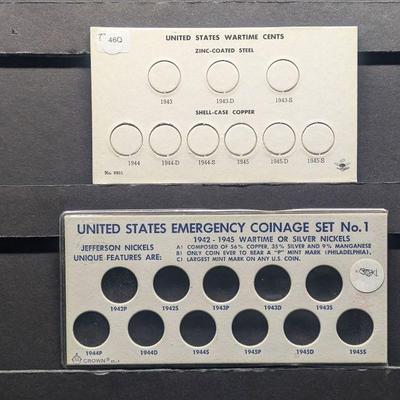 46Q
UNITED STATES WARTIME CENTS
ZINC-COATED STEEL
1943 1943-D 1943-S
SHELL-CASE COPPER
1944 1944-D 1944-S 1945 1945-D 1945-S
UNITED STATES EMERGENCY COINAGE SET No. 1
1942 - 1945 WARTIME OR SILVER NICKELS
JEFFERSON NICKELS
UNIQUE FEATURES ARE:
A) COMPOSED OF 56% COPPER, 35% SILVER AND 9% MANGANESE
B) ONLY COIN EVER TO BEAR A "P" MINT MARK (PHILADELPHIA),
C) LARGEST MINT MARK ON ANY U.S. COIN.
1942P 1942S 1943P 1943D 1943S
1944P 1944D 1944S 1945P 1945D 1945S
CROWN®